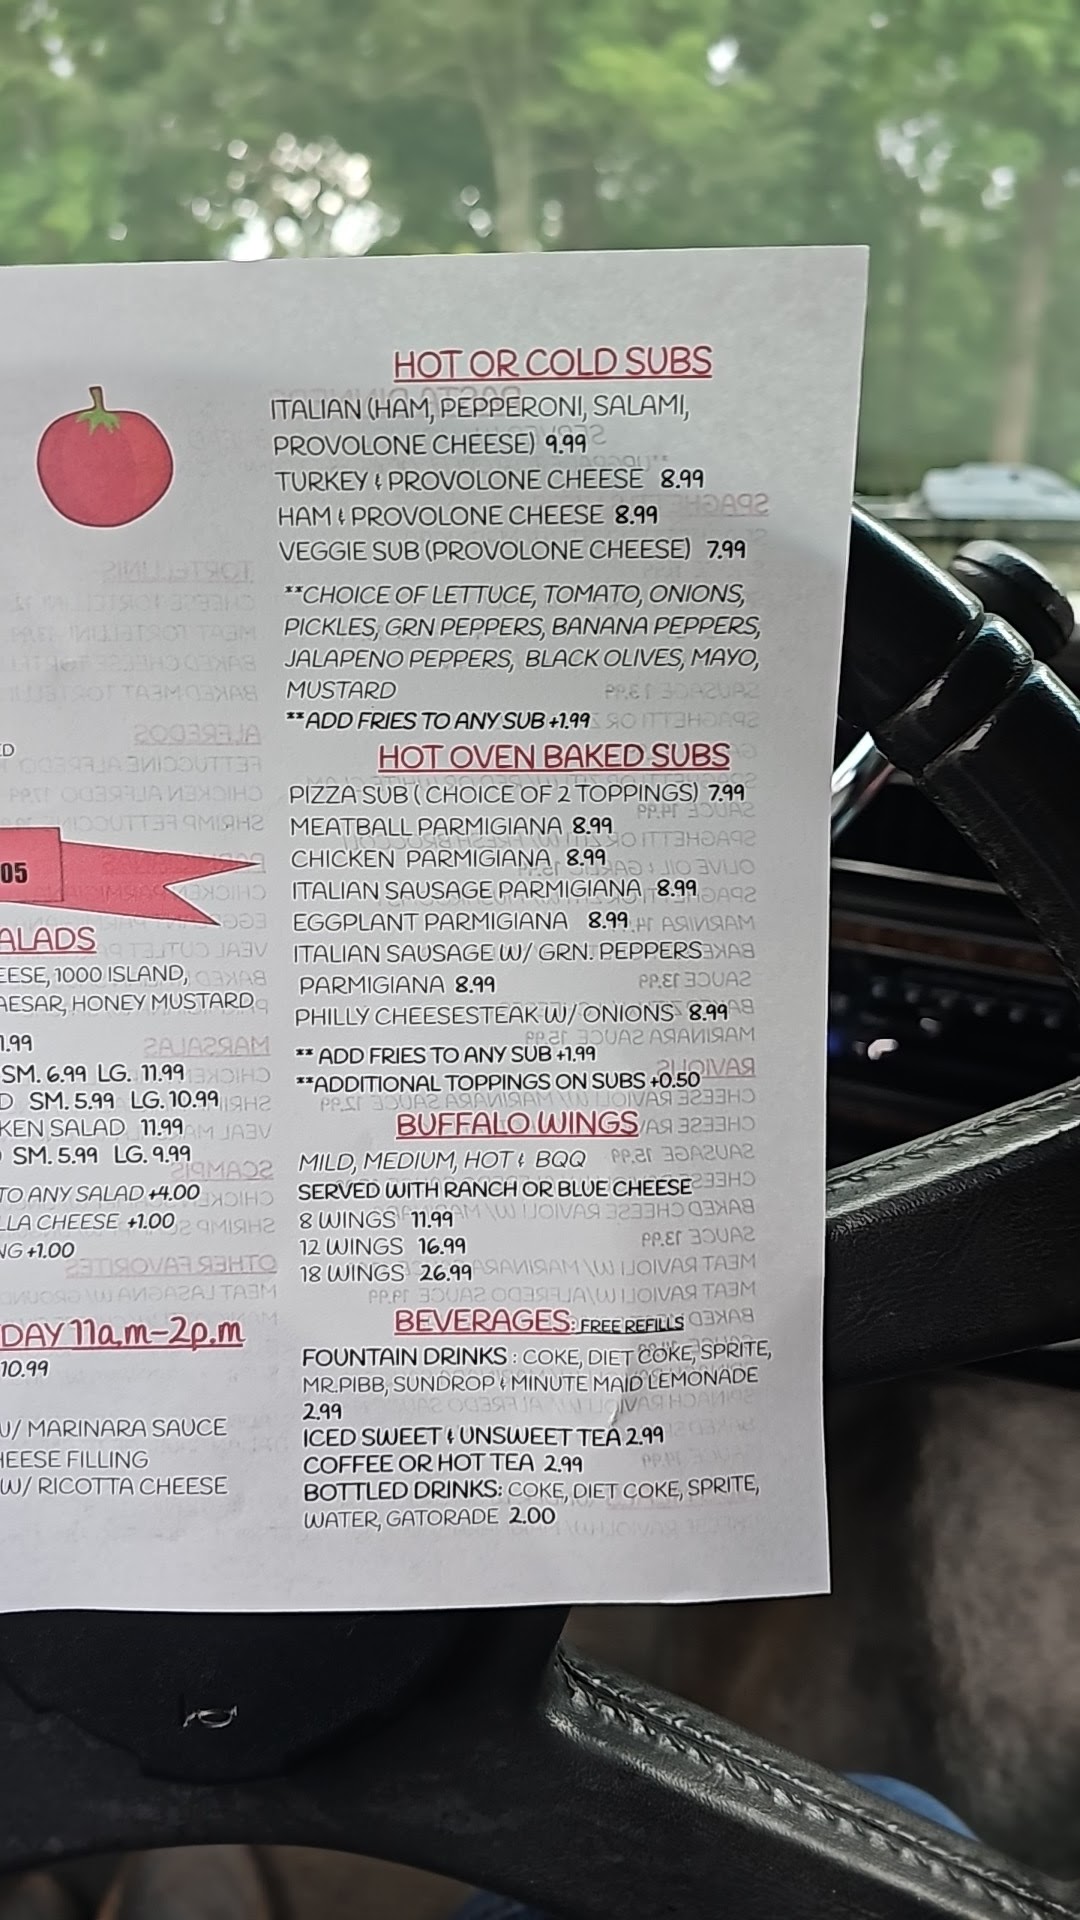 HOT OR COLD SUBS
ITALIAN (HAM, PEPPERONI, SALAMI,
PROVOLONE CHEESE) 9.99
TURKEY & PROVOLONE CHEESE 8.99
HAM & PROVOLONE CHEESE 8.99
VEGGIE SUB (PROVOLONE CHEESE) 7.99
**CHOICE OF LETTUCE, TOMATO, ONIONS,
PICKLES, GRN PEPPERS, BANANA PEPPERS,
JALAPENO PEPPERS, BLACK OLIVES, MAYO,
MUSTARD
**ADD FRIES TO ANY SUB +1.99
HOT OVEN BAKED SUBS
PIZZA SUB ( CHOICE OF 2 TOPPINGS) 7.99
MEATBALL PARMIGIANA 8.99
CHICKEN PARMIGIANA 8.99
ITALIAN SAUSAGE PARMIGIANA 8.99
EGGPLANT PARMIGIANA 8.99
ITALIAN SAUSAGE W/ GRN. PEPPERS
PARMIGIANA 8.99
PHILLY CHEESESTEAK W/ ONIONS 8.99
** ADD FRIES TO ANY SUB +1.99
**ADDITIONAL TOPPINGS ON SUBS +0.50
BUFFALO WINGS
MILD, MEDIUM, HOT & BQQ
SERVED WITH RANCH OR BLUE CHEESE
8 WINGS 11.99
12 WINGS 16.99
18 WINGS 26.99
BEVERAGES: FREE REFILLS
FOUNTAIN DRINKS : COKE, DIET COKE, SPRITE,
MR.PIBB, SUNDROP & MINUTE MAID LEMONADE
2.99
ICED SWEET & UNSWEET TEA 2.99
COFFEE OR HOT TEA 2.99
BOTTLED DRINKS: COKE, DIET COKE, SPRITE,
WATER, GATORADE 2.00
ED
05
ALADS
EESE, 1000 ISLAND,
AESAR, HONEY MUSTARD
1.99
SM. 6.99 LG. 11.99
D SM. 5.99 LG. 10.99
KEN SALAD 11.99
SM. 5.99 LG. 9.99
TO ANY SALAD +4.00
LLA CHEESE +1.00
NG +1.00
DAY 11a.m-2p.m
10.99
W/ MARINARA SAUCE
HEESE FILLING
W/ RICOTTA CHEESE